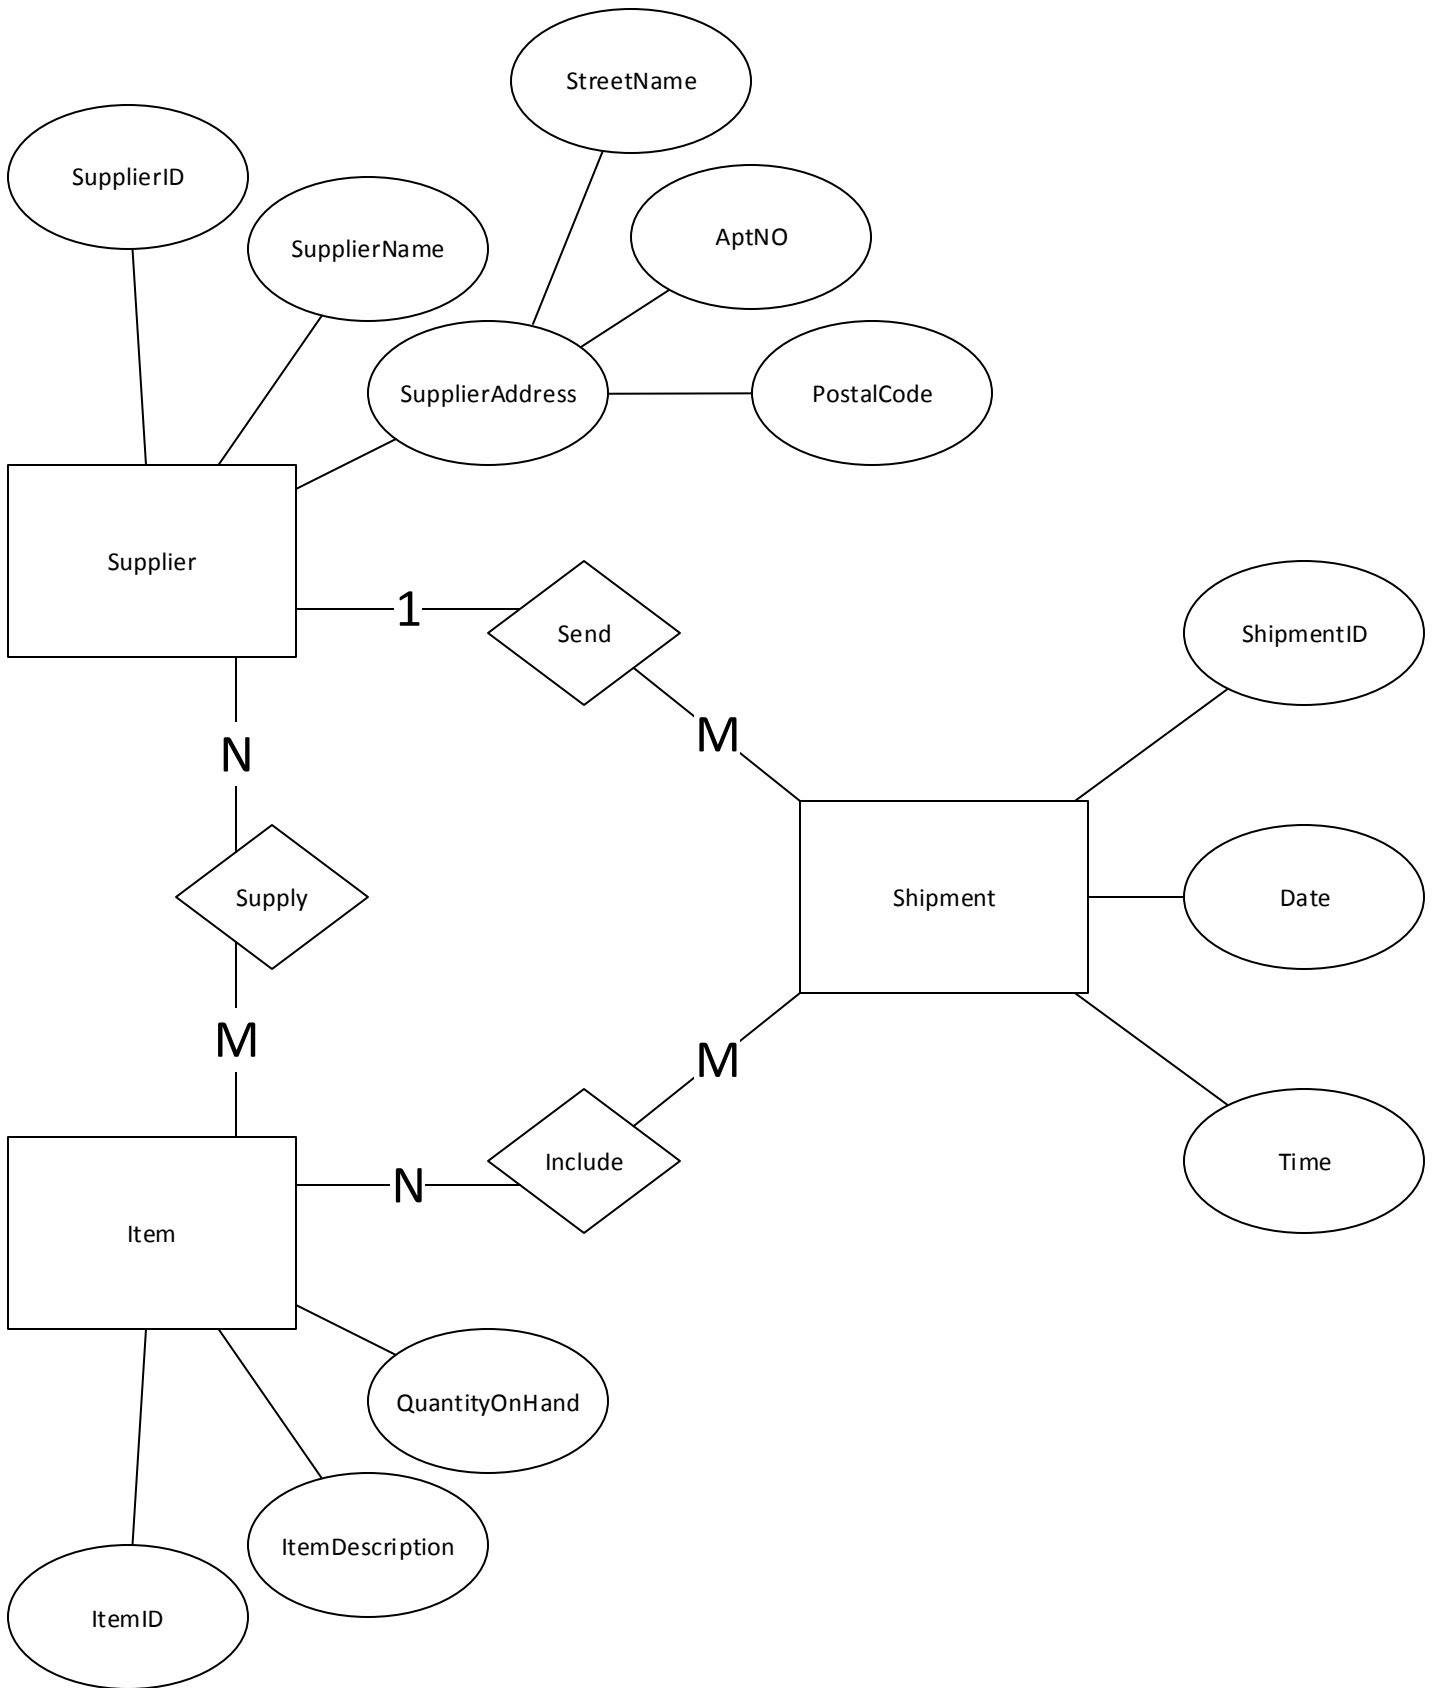 StreetName
SupplierID
AptNO
SupplierName
SupplierAddress
PostalCode
Supplier
1
Send
ShipmentID
M
N
Supply
Shipment
Date
M
M
Include
Time
N
Item
QuantityOnHand
ItemDescription
ItemID